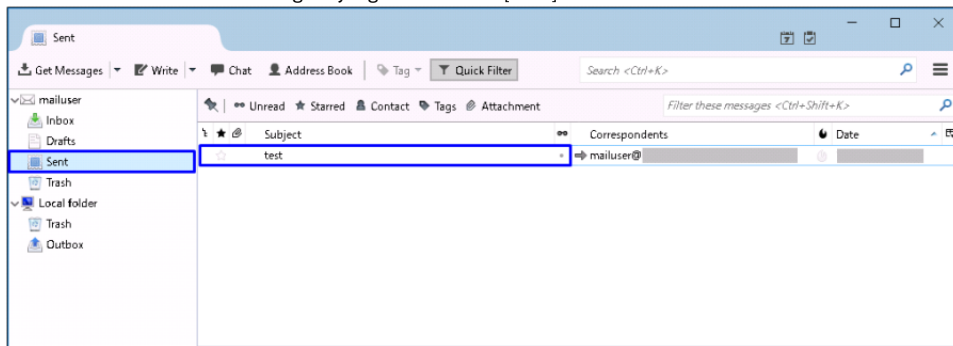 Sent
Get Messages Write Chat Address Book Tag Quick Filter Search <Ctrl+K>
mailuser
Unread Starred Contact Tags Attachment Filter these messages <Ctrl+Shift+K>
Inbox
Subject Correspondents Date
Drafts
test mailuser@
Sent
Trash
Local folder
Trash
Outbox